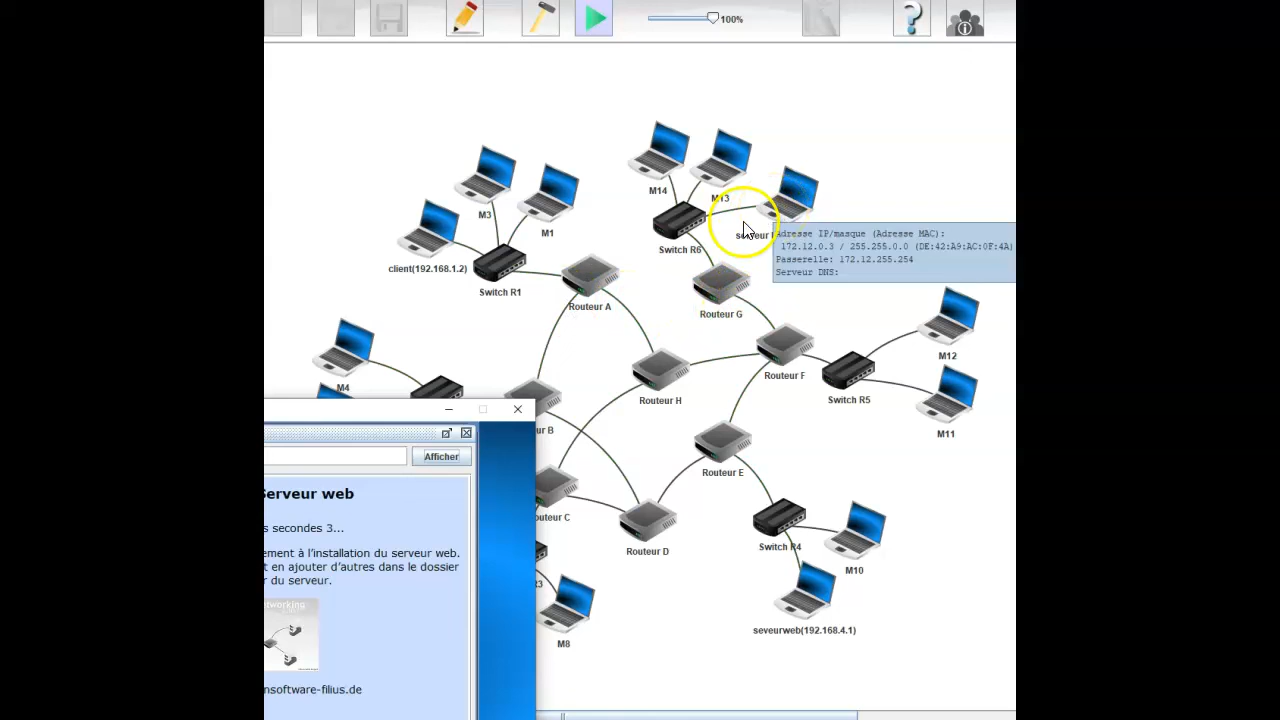 100%
M14
M13
M3
M1
Switch R6
Adresse IP/masque (Adresse MAC):
172.12.0.3 / 255.255.0.0 (DE:42:A9:AC:0F:4A)
Passerelle: 172.12.255.254
Serveur DNS:
client(192.168.1.2)
Switch R1
Routeur A
Routeur G
M12
M4
Routeur H
Routeur F
Switch R5
ur B
M11
Afficher
Routeur E
Serveur web
outeur C
s secondes 3...
Routeur D
Switch R4
ement à l'installation du serveur web.
t en ajouter d'autres dans le dossier
r du serveur.
M10
R3
etworking
seveurweb(192.168.4.1)
M8
nsoftware-filius.de